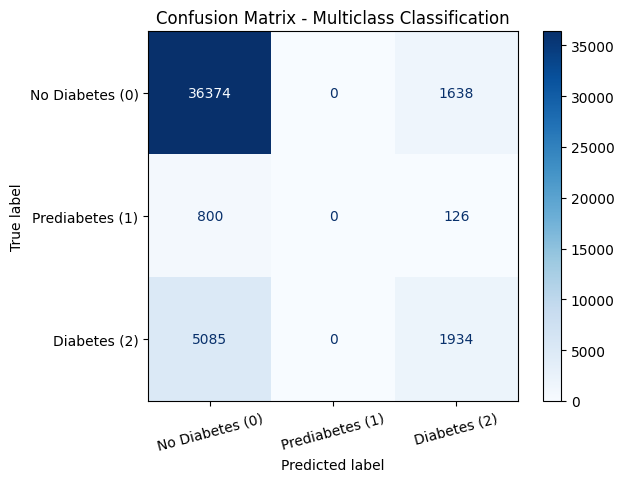 Confusion Matrix - Multiclass Classification
No Diabetes (0)
36374 0 1638
Prediabetes (1)
800 0 126
Diabetes (2)
5085 0 1934
True label
No Diabetes (0) Prediabetes (1) Diabetes (2)
Predicted label
35000
30000
25000
20000
15000
10000
5000
0